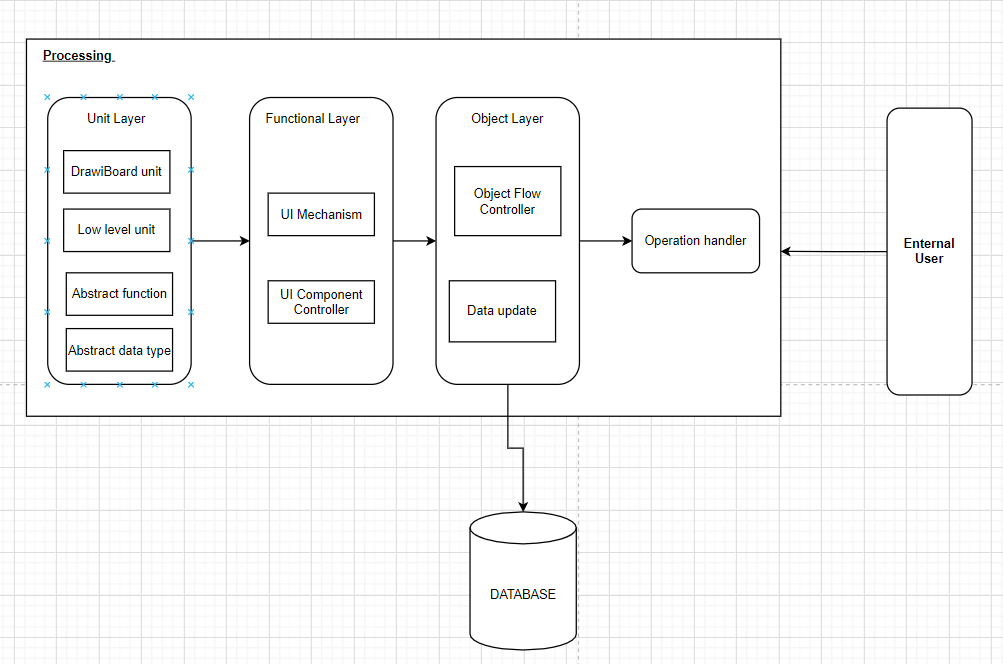 Processing
Unit Layer
DrawiBoard unit
Low level unit
Abstract function
Abstract data type
Functional Layer
UI Mechanism
UI Component
Controller
Object Layer
Object Flow
Controller
Data update
Operation handler
Enternal
User
DATABASE